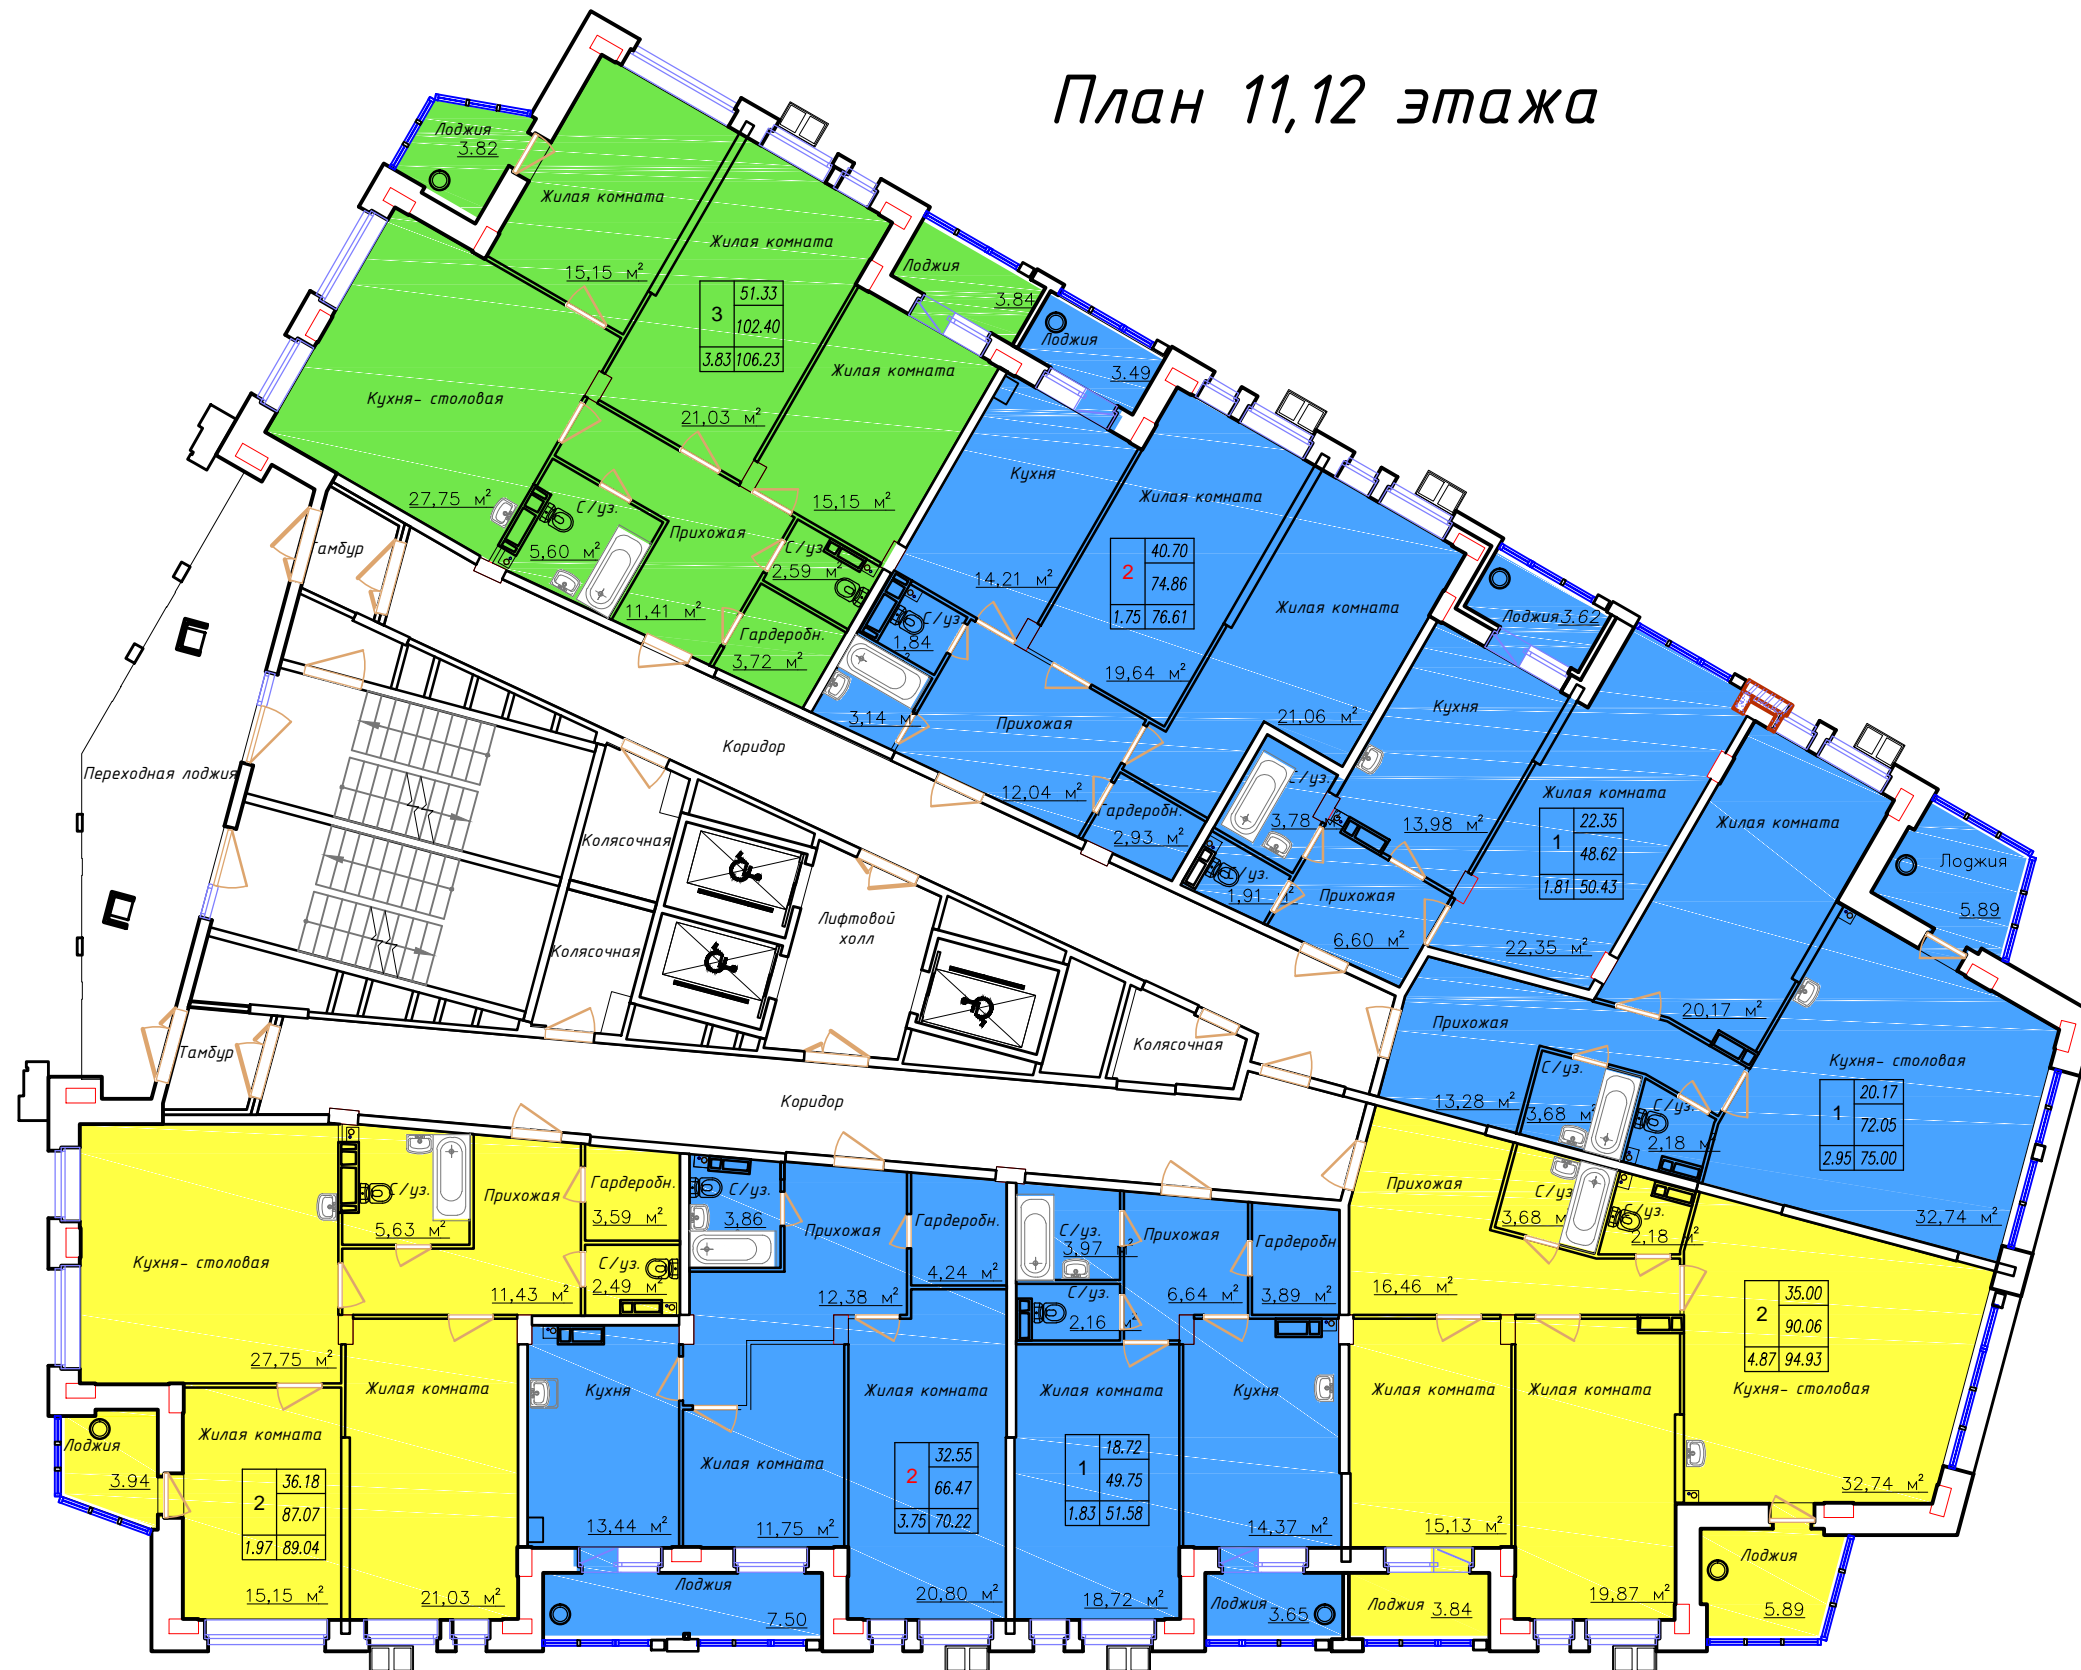 План 11,12 этажа
Лоджия
3.82
Жилая комната
15,15 м²
Жилая комната
21,03 м²
3
51.33
102.40
3.83 106.23
Лоджия
3.84
Жилая комната
15,15 м²
Кухня- столовая
27,75 м²
С/уз.
5,60 м²
Прихожая
11,41 м²
С/уз
2,59 м²
Гардеробн.
3,72 м²
Лоджия
3.49
Кухня
14,21 м²
Жилая комната
19,64 м²
2
40.70
74.86
1.75 76.61
Жилая комната
21,06 м²
С/уз
1,84
3,14 м
Прихожая
12,04 м²
Гардеробн.
2,93 м²
Лоджия 3.62
Кухня
13,98 м²
С/уз.
3,78
С/уз.
1,91
Прихожая
6,60 м²
Жилая комната
22,35 м²
1
22.35
48.62
1.81 50.43
Жилая комната
20,17 м²
Лоджия
5.89
Прихожая
13,28 м²
С/уз.
3,68 м²
С/уз.
2,18 м
Кухня- столовая
32,74 м²
1
20.17
72.05
2.95 75.00
Тамбур
Переходная лоджия
Коридор
Колясочная
Колясочная
Лифтовой
холл
Колясочная
Тамбур
Коридор
Кухня- столовая
27,75 м²
С/уз.
5,63 м²
Прихожая
11,43 м²
Гардеробн.
3,59 м²
С/уз.
2,49 м²
Лоджия
3.94
Жилая комната
15,15 м²
2
36.18
87.07
1.97 89.04
Жилая комната
21,03 м²
С/уз.
3,86
Прихожая
12,38 м²
Гардеробн.
4,24 м²
Кухня
13,44 м²
Жилая комната
11,75 м²
Жилая комната
20,80 м²
2
32.55
66.47
3.75 70.22
Лоджия
7.50
С/уз.
3,97 м²
С/уз.
2,16 м²
Прихожая
6,64 м²
Гардеробн
3,89 м²
Жилая комната
18,72 м²
1
18.72
49.75
1.83 51.58
Кухня
14,37 м²
Лоджия 3.65
Прихожая
16,46 м²
С/уз
3,68 м²
С/уз.
2,18 м²
Жилая комната
15,13 м²
Жилая комната
19,87 м²
Лоджия 3.84
2
35.00
90.06
4.87 94.93
Кухня- столовая
32,74 м²
Лоджия
5.89